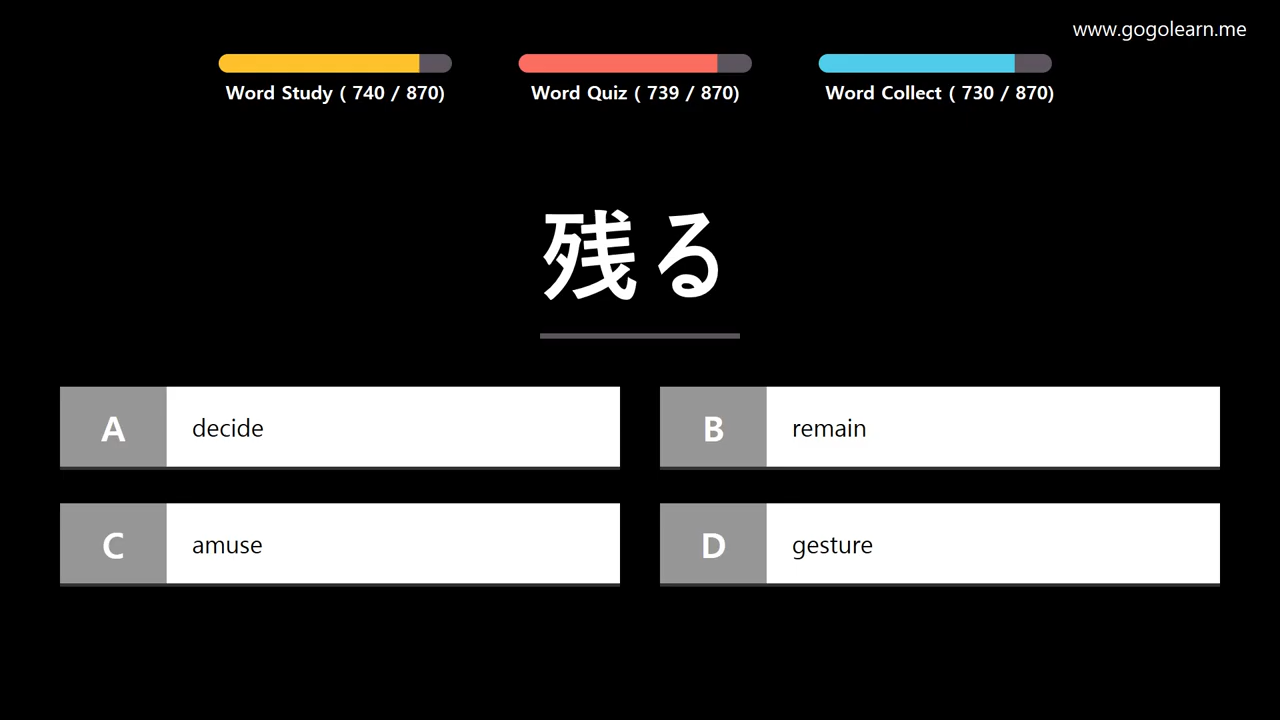 www.gogolearn.me
Word Study ( 740 / 870)
Word Quiz ( 739 / 870)
Word Collect ( 730 / 870)
残る
A decide
B remain
C amuse
D gesture